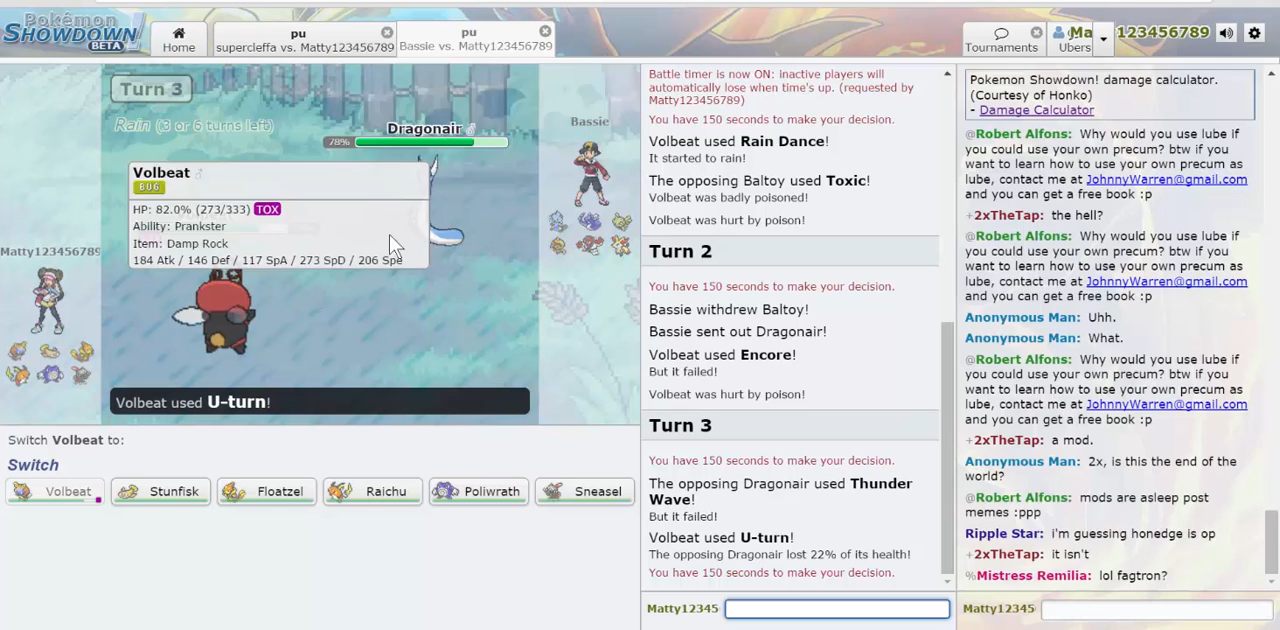 Pokémon
SHOWDOWN
BETA
Home
pu
supercleffa vs. Matty123456789
pu
Bassie vs. Matty123456789
Tournaments
Ma
Ubers
123456789
Turn 3
Rain (3 or 6 turns left)
Dragonair
78%
Bassie
Volbeat
BUG
HP: 82.0% (273/333) TOX
Ability: Prankster
Item: Damp Rock
184 Atk / 146 Def / 117 SpA / 273 SpD / 206 Spe
Matty123456789
Volbeat used U-turn!
Switch Volbeat to:
Switch
Volbeat
Stunfisk
Floatzel
Raichu
Poliwrath
Sneasel
Battle timer is now ON: inactive players will
automatically lose when time's up. (requested by
Matty123456789)
You have 150 seconds to make your decision.
Volbeat used Rain Dance!
It started to rain!
The opposing Baltoy used Toxic!
Volbeat was badly poisoned!
Volbeat was hurt by poison!
Turn 2
You have 150 seconds to make your decision.
Bassie withdrew Baltoy!
Bassie sent out Dragonair!
Volbeat used Encore!
But it failed!
Volbeat was hurt by poison!
Turn 3
You have 150 seconds to make your decision.
The opposing Dragonair used Thunder
Wave!
But it failed!
Volbeat used U-turn!
The opposing Dragonair lost 22% of its health!
You have 150 seconds to make your decision.
Matty12345
Pokemon Showdown! damage calculator.
(Courtesy of Honko)
- Damage Calculator
@Robert Alfons: Why would you use lube if
you could use your own precum? btw if you
want to learn how to use your own precum as
lube, contact me at JohnnyWarren@gmail.com
and you can get a free book :p
+2xTheTap: the hell?
@Robert Alfons: Why would you use lube if
you could use your own precum? btw if you
want to learn how to use your own precum as
lube, contact me at JohnnyWarren@gmail.com
and you can get a free book :p
Anonymous Man: Uhh.
Anonymous Man: What.
@Robert Alfons: Why would you use lube if
you could use your own precum? btw if you
want to learn how to use your own precum as
lube, contact me at JohnnyWarren@gmail.com
and you can get a free book :p
+2xTheTap: a mod.
Anonymous Man: 2x, is this the end of the
world?
@Robert Alfons: mods are asleep post
memes :ppp
Ripple Star: i'm guessing honedge is op
+2xTheTap: it isn't
%Mistress Remilia: lol fagtron?
Matty12345